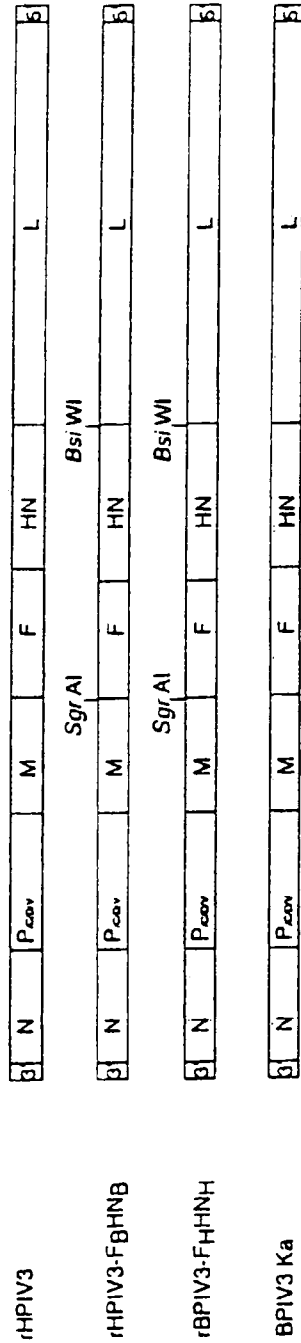 rHPIV3 3' N P M F HN L 5'
Sgr AI Bsi WI
rHPIV3-FBHNB 3' N P M F HN L 5'
Sgr AI Bsi WI
rBPIV3-FHHNH 3' N P M F HN L 5'
BPIV3 Ka 3' N P M F HN L 5'